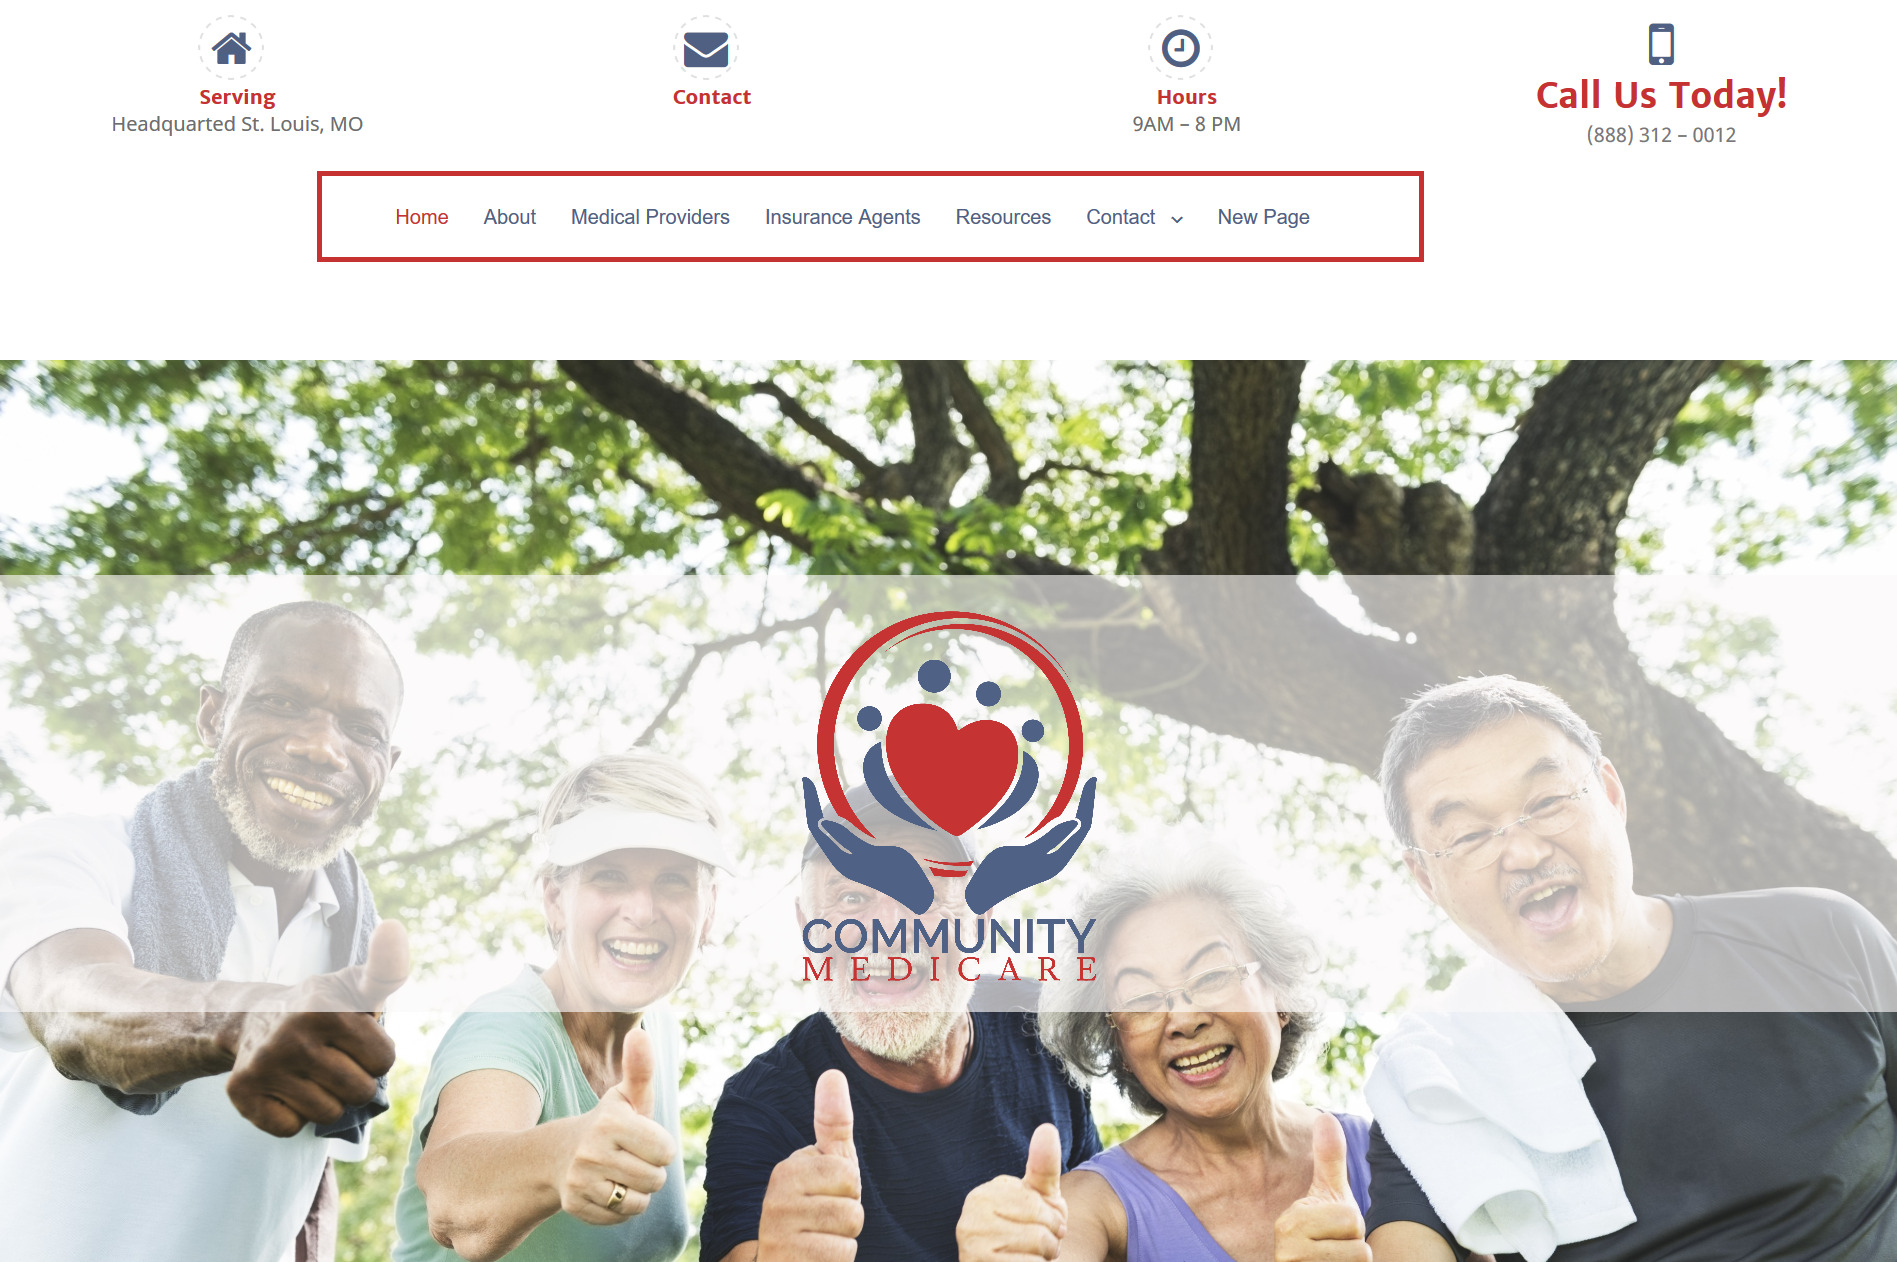 Serving
Headquarted St. Louis, MO
Contact
Hours
9AM – 8 PM
Call Us Today!
(888) 312 – 0012
Home About Medical Providers Insurance Agents Resources Contact New Page
COMMUNITY
MEDICARE